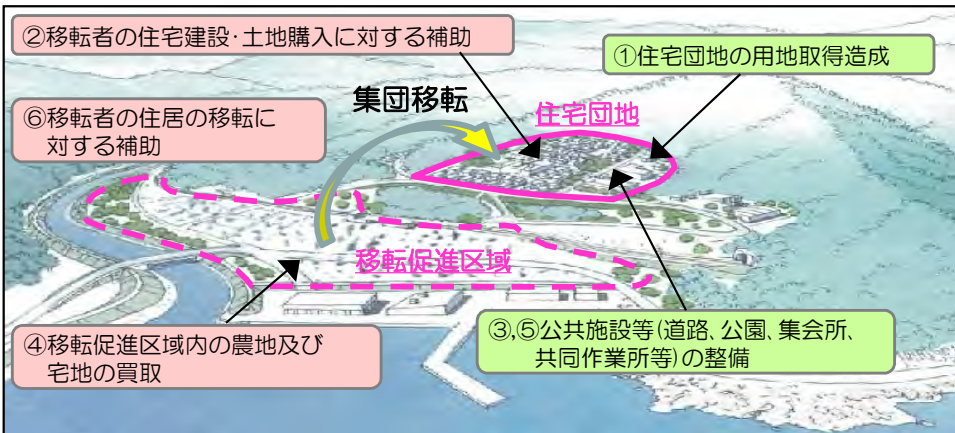 ②移転者の住宅建設・土地購入に対する補助
①住宅団地の用地取得造成
集団移転
住宅団地
⑥移転者の住居の移転に
対する補助
移転促進区域
④移転促進区域内の農地及び
宅地の買取
③,⑤公共施設等(道路、公園、集会所、
共同作業所等)の整備